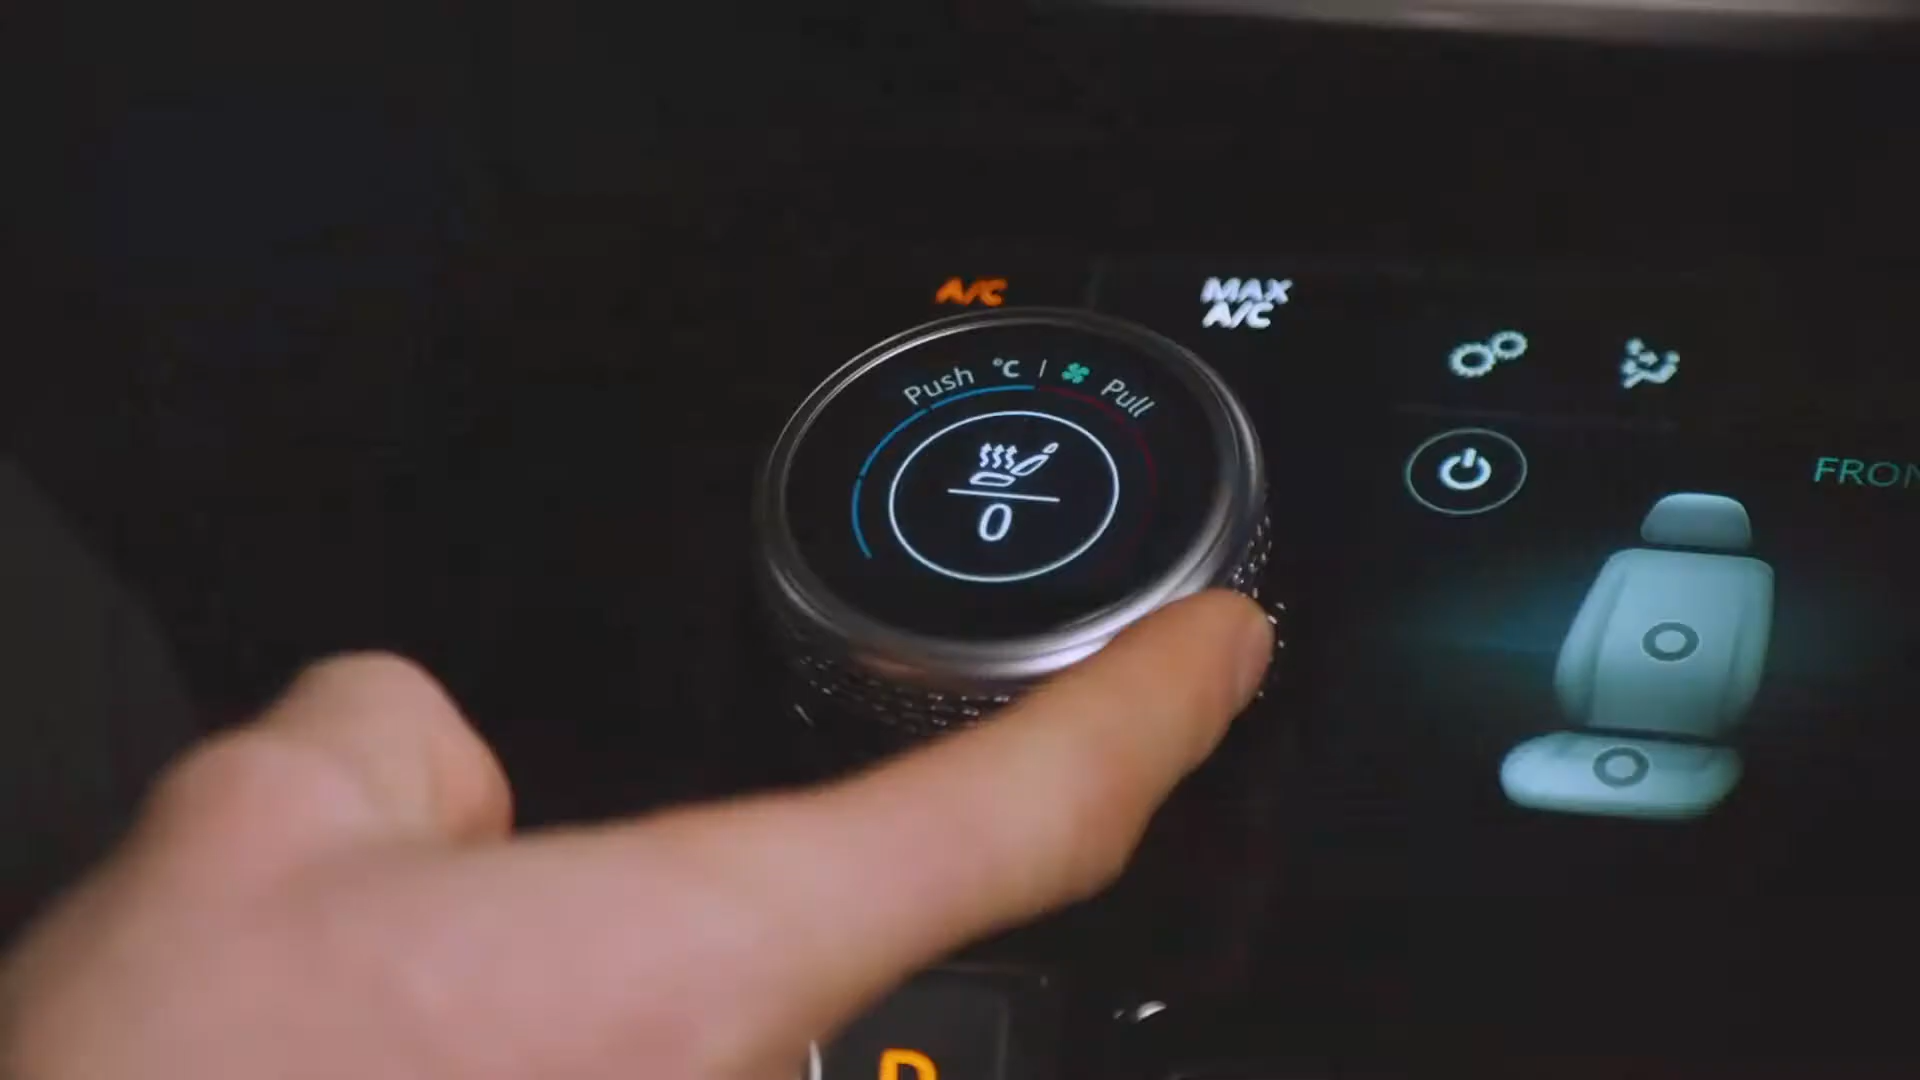 A/C
MAX
A/C
Push °C | Pull
0
FRON